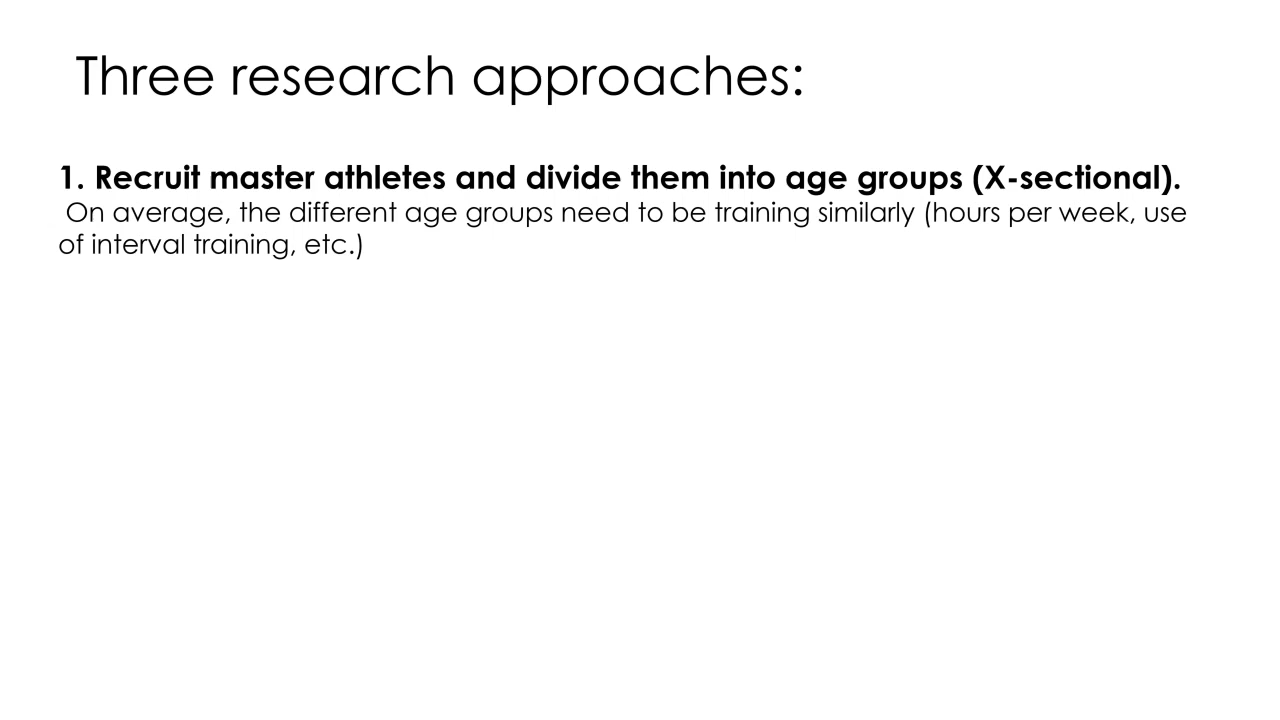 Three research approaches:
1. Recruit master athletes and divide them into age groups (X-sectional).
On average, the different age groups need to be training similarly (hours per week, use
of interval training, etc.)